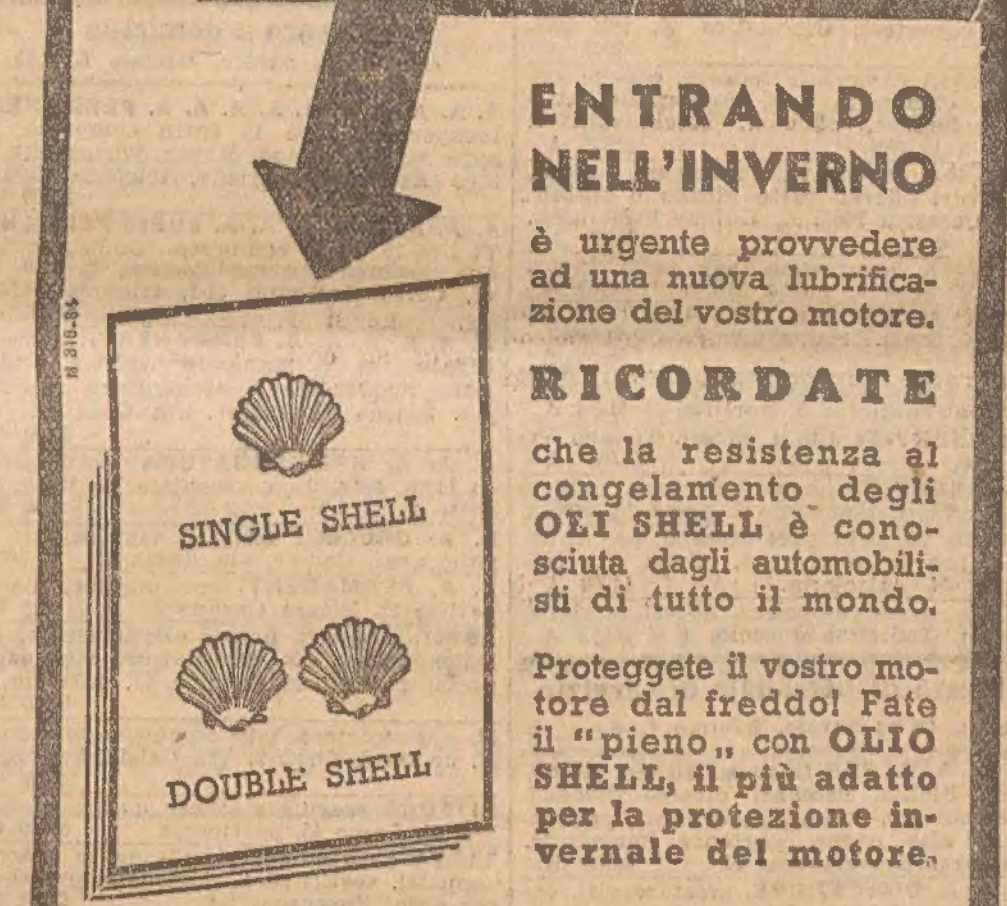 ENTRANDO
NELL'INVERNO
è urgente provvedere
ad una nuova lubrifica-
zione del vostro motore.
RICORDATE
che la resistenza al
congelamento degli
OLI SHELL è cono-
sciuta dagli automobili-
sti di tutto il mondo.
Proteggete il vostro mo-
tore dal freddo! Fate
il “pieno„ con OLIO
SHELL, il più adatto
per la protezione in-
vernale del motore.
SINGLE SHELL
DOUBLE SHELL